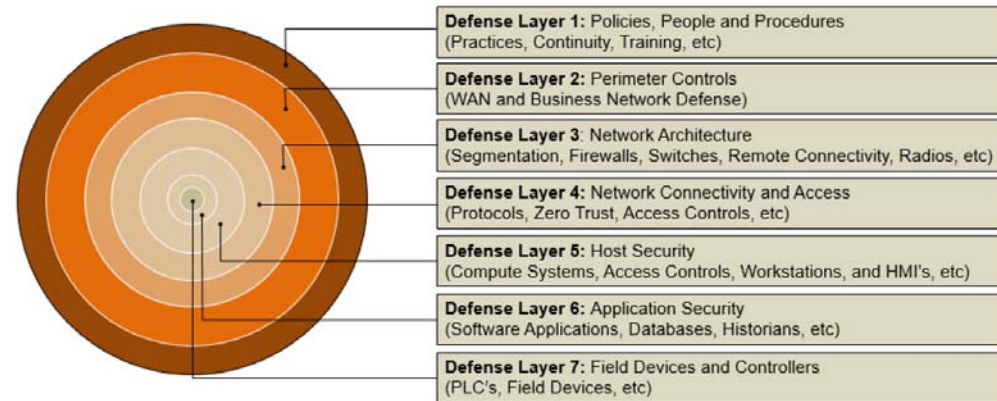 Defense Layer 1: Policies, People and Procedures
(Practices, Continuity, Training, etc)
Defense Layer 2: Perimeter Controls
(WAN and Business Network Defense)
Defense Layer 3: Network Architecture
(Segmentation, Firewalls, Switches, Remote Connectivity, Radios, etc)
Defense Layer 4: Network Connectivity and Access
(Protocols, Zero Trust, Access Controls, etc)
Defense Layer 5: Host Security
(Compute Systems, Access Controls, Workstations, and HMI's, etc)
Defense Layer 6: Application Security
(Software Applications, Databases, Historians, etc)
Defense Layer 7: Field Devices and Controllers
(PLC's, Field Devices, etc)